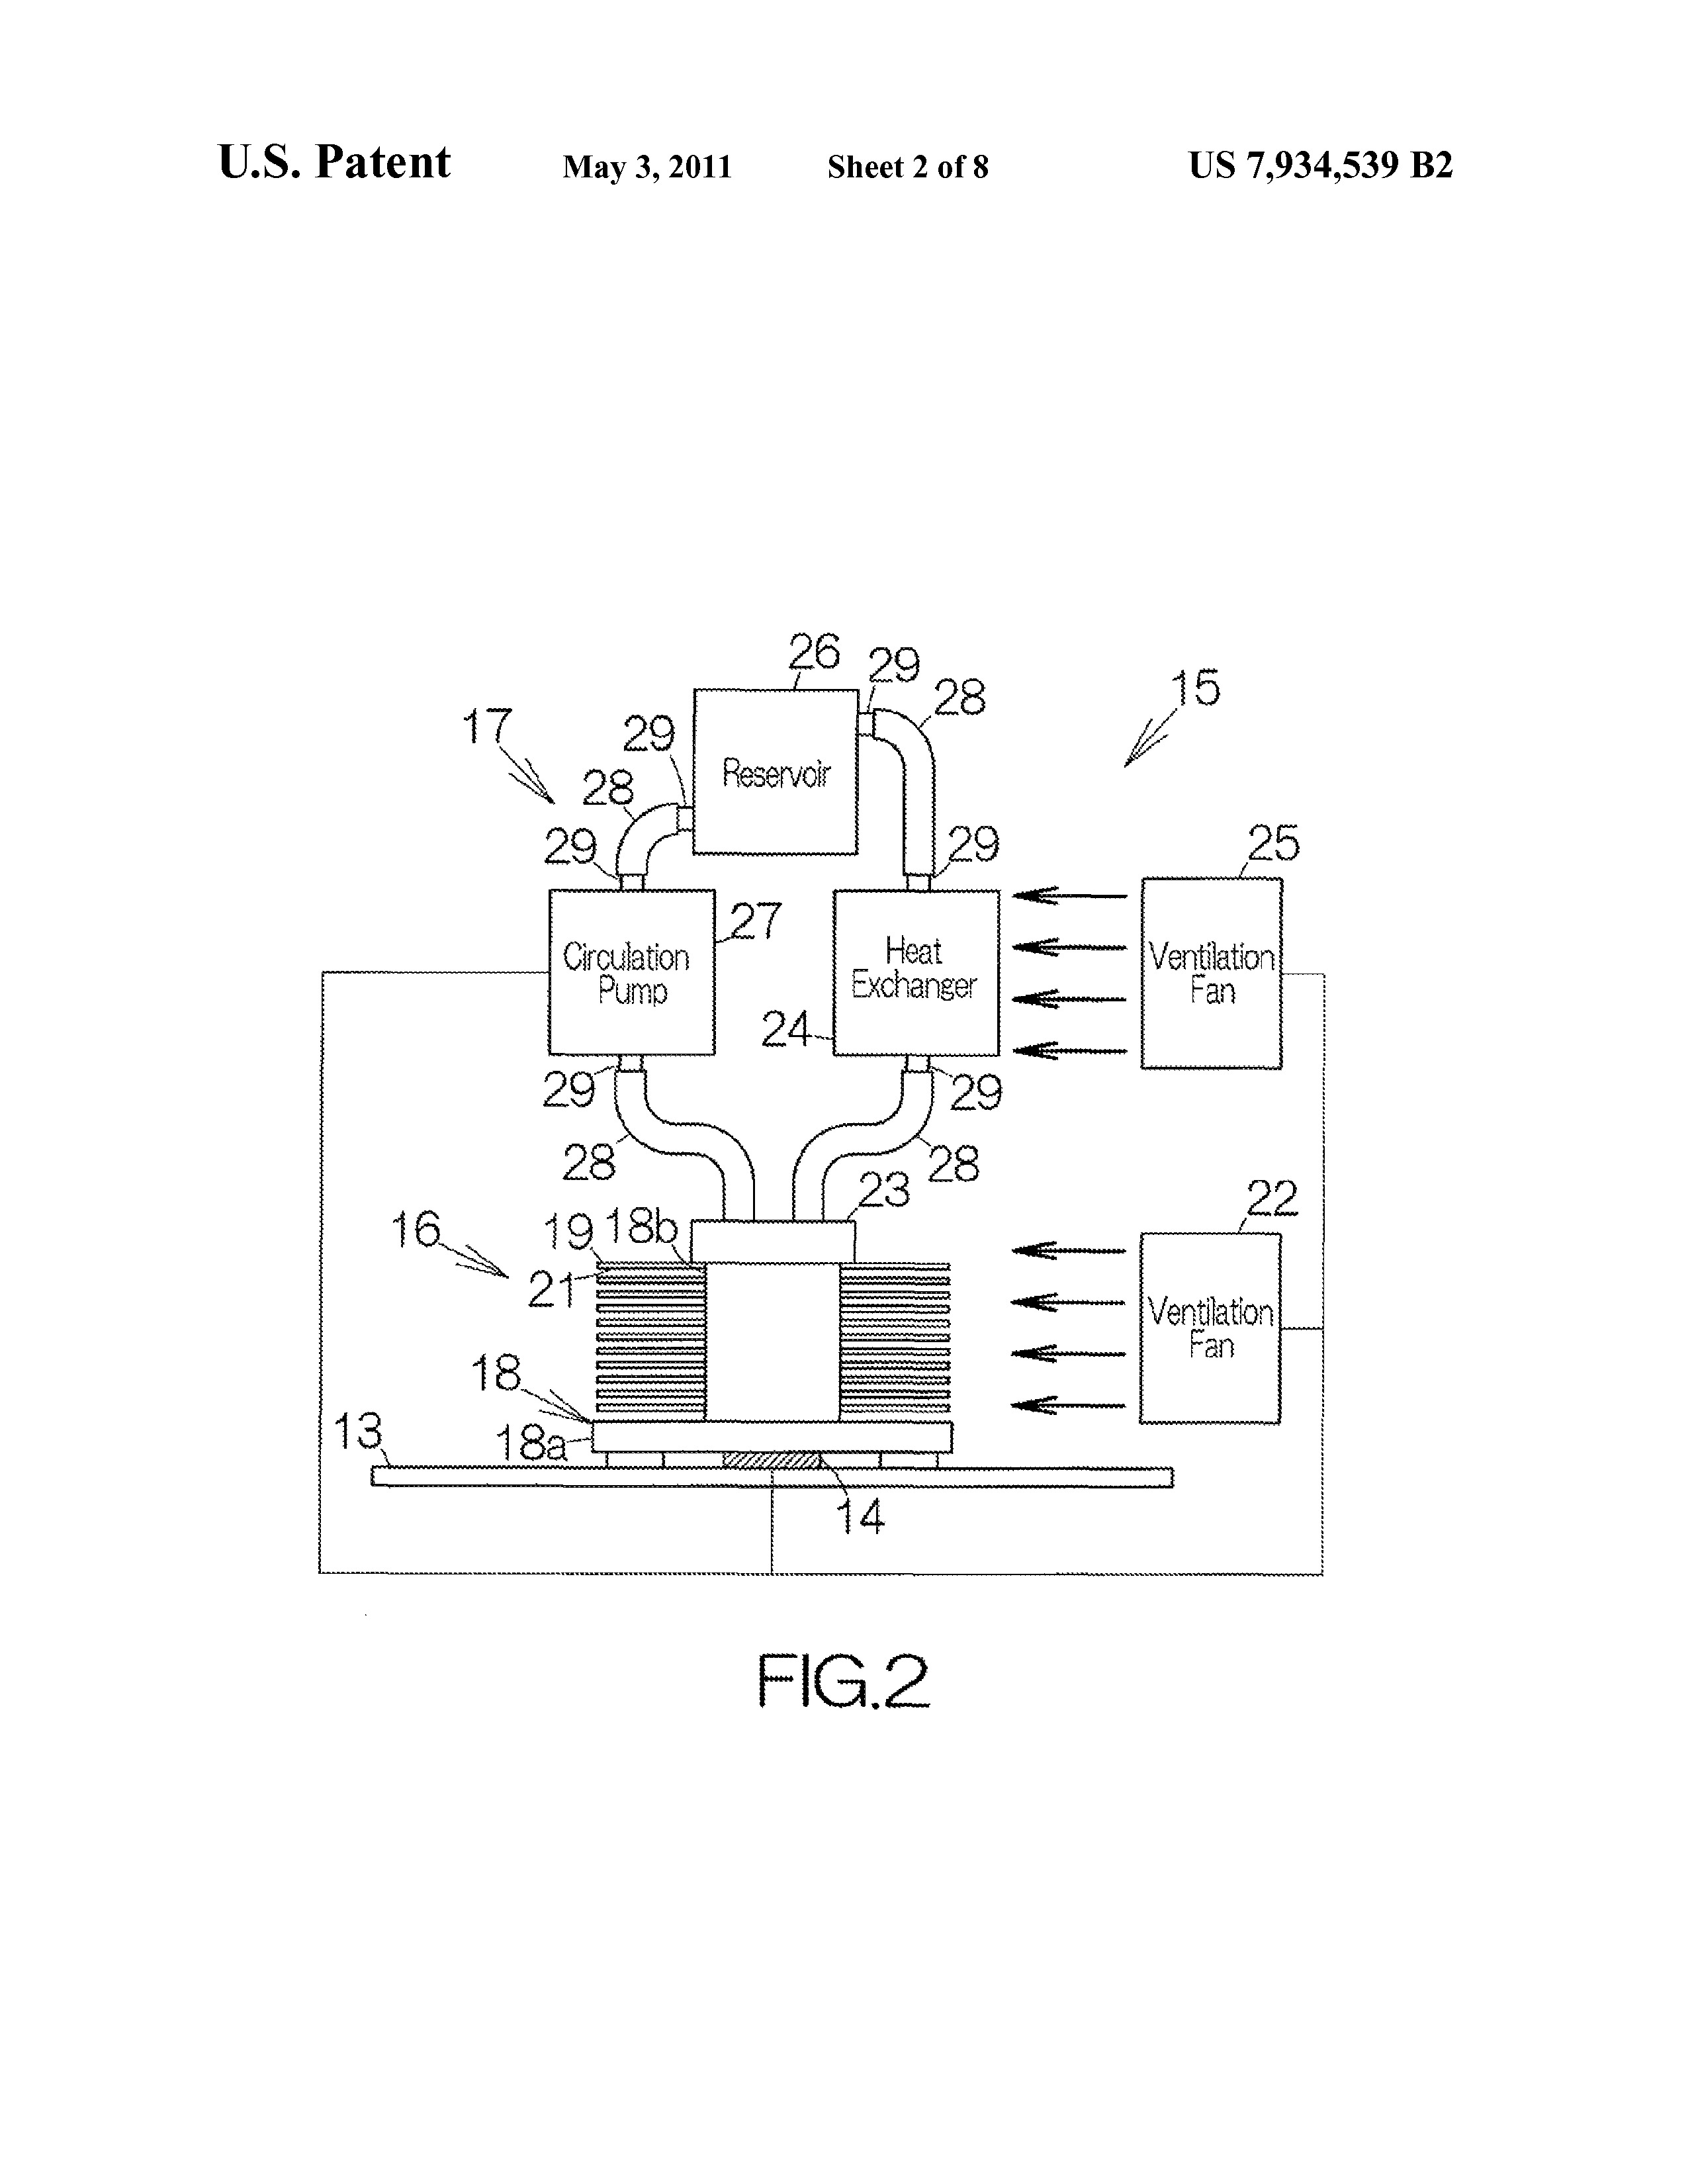 U.S. Patent May 3, 2011 Sheet 2 of 8 US 7,934,539 B2
26
29
28
15
17
29
28
Reservoir
29
29
25
27
Circulation
Pump
Heat
Exchanger
Ventilation
Fan
24
29
29
28
28
23
22
16
19
18b
21
Ventilation
Fan
18
13
18a
14
FIG.2